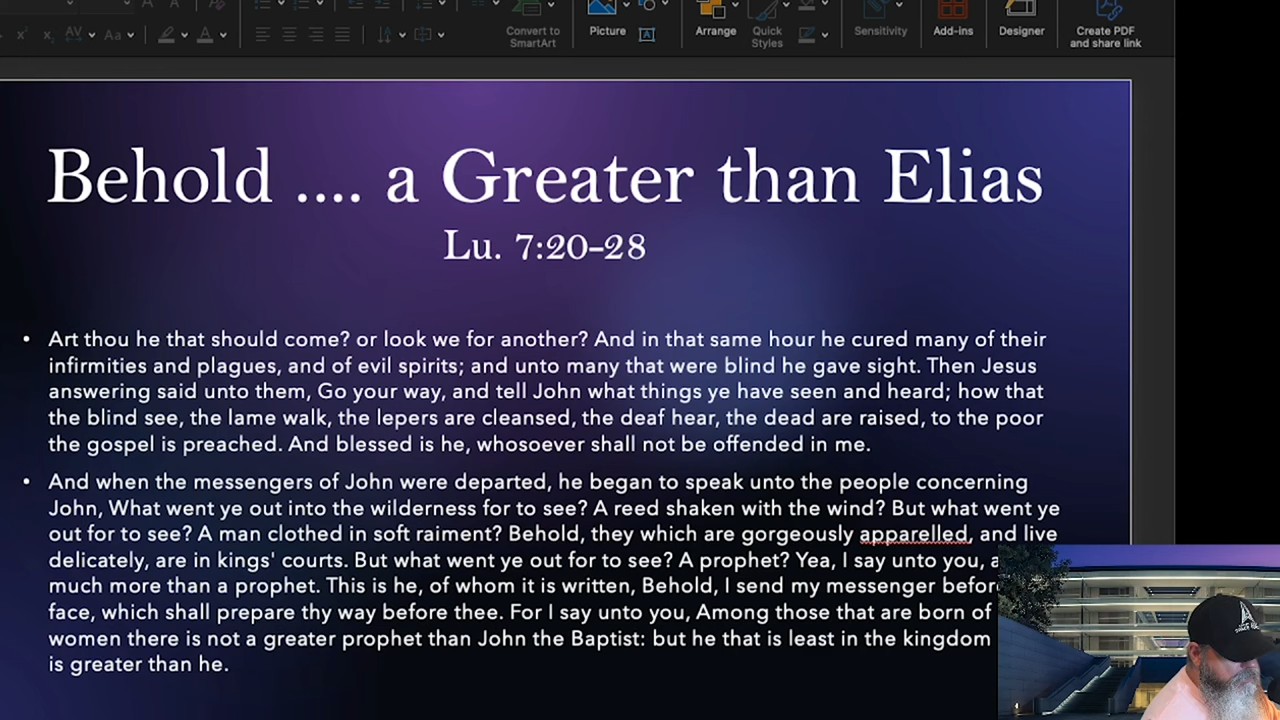 Aa
Convert to
SmartArt
Picture
Arrange
Quick
Styles
Sensitivity
Add-ins
Designer
Create PDF
and share link
Behold .... a Greater than Elias
Lu. 7:20-28
• Art thou he that should come? or look we for another? And in that same hour he cured many of their
infirmities and plagues, and of evil spirits; and unto many that were blind he gave sight. Then Jesus
answering said unto them, Go your way, and tell John what things ye have seen and heard; how that
the blind see, the lame walk, the lepers are cleansed, the deaf hear, the dead are raised, to the poor
the gospel is preached. And blessed is he, whosoever shall not be offended in me.
• And when the messengers of John were departed, he began to speak unto the people concerning
John, What went ye out into the wilderness for to see? A reed shaken with the wind? But what went ye
out for to see? A man clothed in soft raiment? Behold, they which are gorgeously apparelled, and live
delicately, are in kings' courts. But what went ye out for to see? A prophet? Yea, I say unto you, a
much more than a prophet. This is he, of whom it is written, Behold, I send my messenger befor
face, which shall prepare thy way before thee. For I say unto you, Among those that are born of
women there is not a greater prophet than John the Baptist: but he that is least in the kingdom
is greater than he.